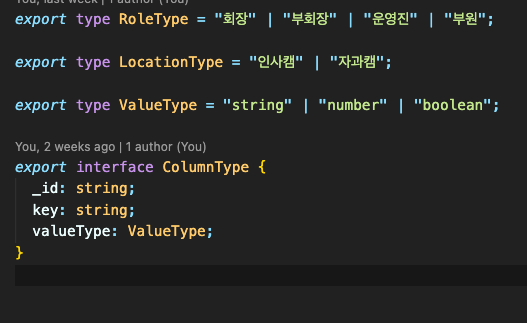 You, last week | 1 author (You)
export type RoleType = "회장" | "부회장" | "운영진" | "부원";
export type LocationType = "인사캠" | "자과캠";
export type ValueType = "string" | "number" | "boolean";
You, 2 weeks ago | 1 author (You)
export interface ColumnType {
_id: string;
key: string;
valueType: ValueType;
}